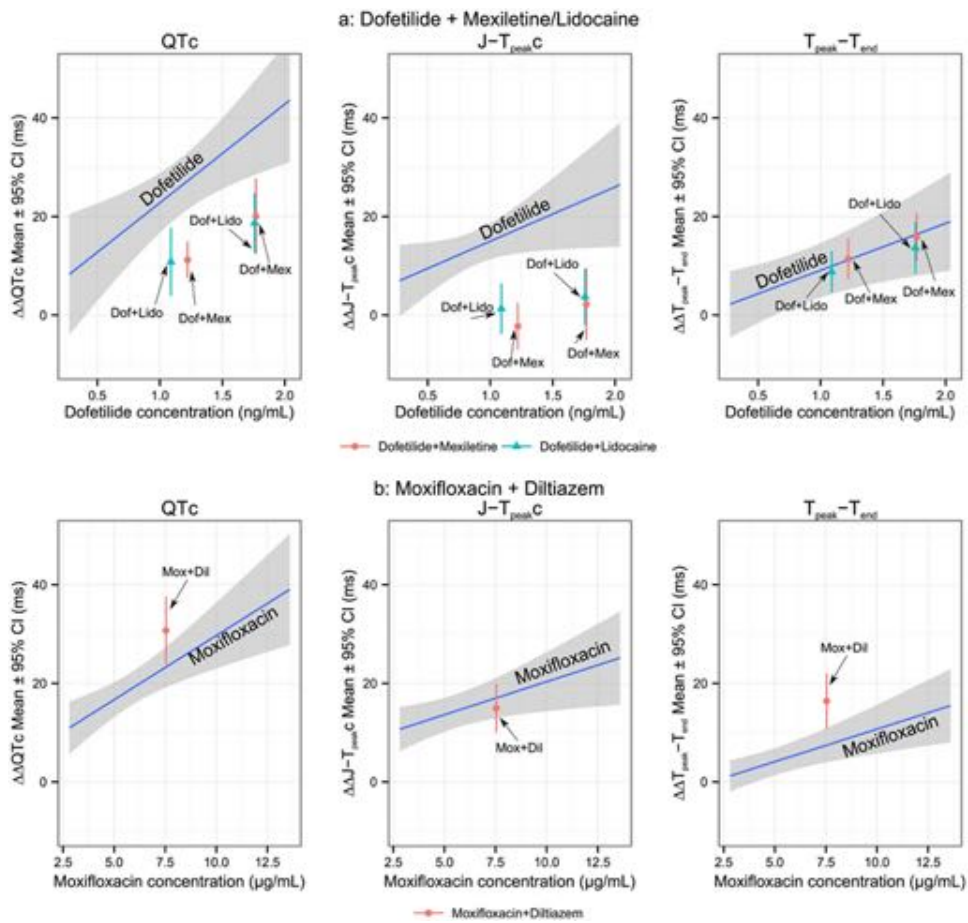 a: Dofetilide + Mexiletine/Lidocaine
QTc
J−Tpeakc
Tpeak−Tend
ΔΔQTc Mean ± 95% CI (ms)
40
20
0
Dofetilide
Dof+Lido
Dof+Lido
Dof+Mex
Dof+Mex
0.5 1.0 1.5 2.0
Dofetilide concentration (ng/mL)
ΔΔJ−Tpeakc Mean ± 95% CI (ms)
40
20
0
Dofetilide
Dof+Lido
Dof+Lido
Dof+Mex
Dof+Mex
0.5 1.0 1.5 2.0
Dofetilide concentration (ng/mL)
ΔΔTpeak−Tend Mean ± 95% CI (ms)
40
20
0
Dof+Lido
Dofetilide
Dof+Lido
Dof+Mex
Dof+Mex
0.5 1.0 1.5 2.0
Dofetilide concentration (ng/mL)
Dofetilide+Mexiletine Dofetilide+Lidocaine
b: Moxifloxacin + Diltiazem
QTc
J−Tpeakc
Tpeak−Tend
ΔΔQTc Mean ± 95% CI (ms)
40
20
0
Mox+Dil
Moxifloxacin
2.5 5.0 7.5 10.0 12.5
Moxifloxacin concentration (µg/mL)
ΔΔJ−Tpeakc Mean ± 95% CI (ms)
40
20
0
Moxifloxacin
Mox+Dil
2.5 5.0 7.5 10.0 12.5
Moxifloxacin concentration (µg/mL)
ΔΔTpeak−Tend Mean ± 95% CI (ms)
40
20
0
Mox+Dil
Moxifloxacin
2.5 5.0 7.5 10.0 12.5
Moxifloxacin concentration (µg/mL)
Moxifloxacin+Diltiazem